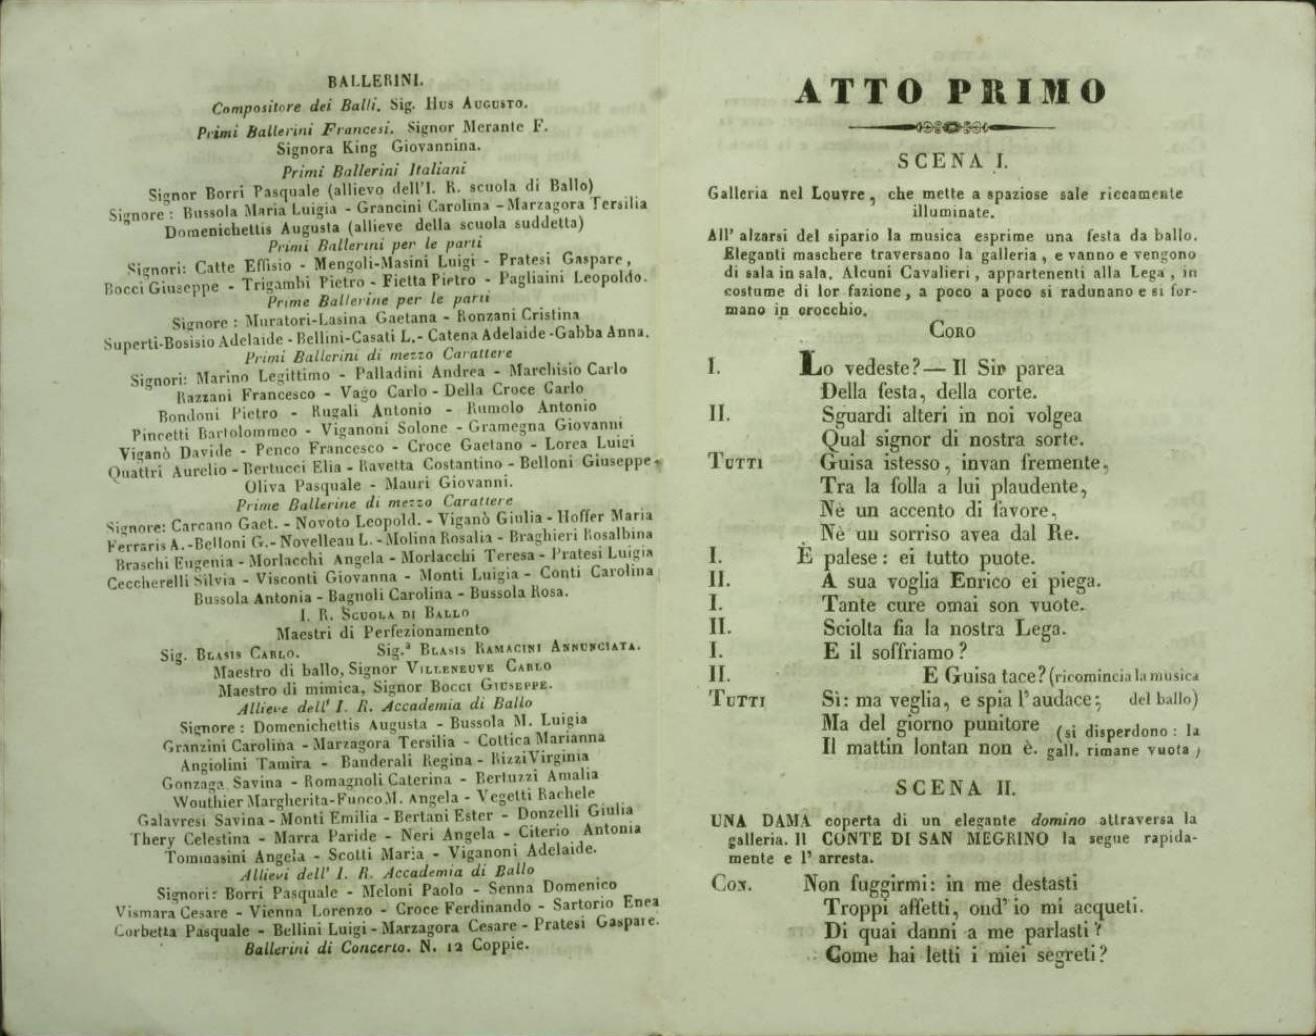 BALLERINI.
Compositore dei Balli. Sig. Hus Augusto.
Primi Ballerini Francesi. Signor Merante F.
Signora King Giovannina.
Primi Ballerini Italiani
Signor Borri Pasquale (allievo dell'I. R. scuola di Ballo)
Signore: Bussola Maria Luigia - Grancini Carolina - Marzagora Tersilia
Domenichettis Augusta (allieve della scuola suddetta)
Primi Ballerini per le parti
Signori: Catte Effisio - Mengoli-Masini Luigi - Pratesi Gaspare,
Bocci Giuseppe - Trigambi Pietro - Fietta Pietro - Pagliaini Leopoldo.
Prime Ballerine per le parti
Signore: Muratori-Lasina Gaetana - Ronzani Cristina
Superti-Bosisio Adelaide - Bellini-Casati L. - Catena Adelaide - Gabba Anna.
Primi Ballerini di mezzo Carattere
Signori: Marino Legittimo - Palladini Andrea - Marchisio Carlo
Razzani Francesco - Vago Carlo - Della Croce Carlo
Bondoni Pietro - Rugali Antonio - Rumolo Antonio
Pincetti Bartolommeo - Viganoni Solone - Gramegna Giovanni
Viganò Davide - Penco Francesco - Croce Gaetano - Lorea Luigi
Quattri Aurelio - Bertucci Elia - Ravetta Costantino - Belloni Giuseppe -
Oliva Pasquale - Mauri Giovanni.
Prime Ballerine di mezzo Carattere
Signore: Carcano Gaet. - Novoto Leopold. - Viganò Giulia - Hoffer Maria
Ferraris A. - Belloni G. - Novelleau L. - Molina Rosalia - Braghieri Rosalbina
Braschi Eugenia - Morlacchi Angela - Morlacchi Teresa - Pratesi Luigia
Ceccherelli Silvia - Visconti Giovanna - Monti Luigia - Conti Carolina
Bussola Antonia - Bagnoli Carolina - Bussola Rosa.
I. R. Scuola di Ballo
Maestri di Perfezionamento
Sig. Blasis Carlo. Sig.ª Blasis Ramacini Annunciata.
Maestro di ballo, Signor Villeneuve Carlo
Maestro di mimica, Signor Bocci Giuseppe.
Allieve dell' I. R. Accademia di Ballo
Signore: Domenichettis Augusta - Bussola M. Luigia
Granzini Carolina - Marzagora Tersilia - Cottica Marianna
Angiolini Tamira - Banderali Regina - Rizzi Virginia
Gonzaga Savina - Romagnoli Caterina - Bertuzzi Amalia
Wouthier Margherita - Fuoco M. Angela - Vegetti Rachele
Galavresi Savina - Monti Emilia - Bertani Ester - Donzelli Giulia
Thery Celestina - Marra Paride - Neri Angela - Citerio Antonia
Tommasini Angela - Scotti Maria - Viganoni Adelaide.
Allievi dell' I. R. Accademia di Ballo
Signori: Borri Pasquale - Meloni Paolo - Senna Domenico
Vismara Cesare - Vienna Lorenzo - Croce Ferdinando - Sartorio Enea
Corbetta Pasquale - Bellini Luigi - Marzagora Cesare - Pratesi Gaspare.
Ballerini di Concerto. N. 12 Coppie.
ATTO PRIMO
SCENA I.
Galleria nel Louvre, che mette a spaziose sale riccamente
illuminate.
All' alzarsi del sipario la musica esprime una festa da ballo.
Eleganti maschere traversano la galleria, e vanno e vengono
di sala in sala. Alcuni Cavalieri, appartenenti alla Lega, in
costume di lor fazione, a poco a poco si radunano e si for-
mano in crocchio.
Coro
I. Lo vedeste? — Il Sir parea
Della festa, della corte.
II. Sguardi alteri in noi volgea
Qual signor di nostra sorte.
Tutti Guisa istesso, invan fremente,
Tra la folla a lui plaudente,
Nè un accento di favore,
Nè un sorriso avea dal Re.
I. È palese: ei tutto puote.
II. A sua voglia Enrico ei piega.
I. Tante cure omai son vuote.
II. Sciolta fia la nostra Lega.
I. E il soffriamo?
II. E Guisa tace? (ricomincia la musica
Tutti Sì: ma veglia, e spia l'audace; del ballo)
Ma del giorno punitore (si disperdono: la
Il mattin lontan non è. gall. rimane vuota)
SCENA II.
UNA DAMA coperta di un elegante domino attraversa la
galleria. Il CONTE DI SAN MEGRINO la segue rapida-
mente e l' arresta.
Con. Non fuggirmi: in me destasti
Troppi affetti, ond' io mi acqueti.
Di quai danni a me parlasti?
Come hai letti i miei segreti?